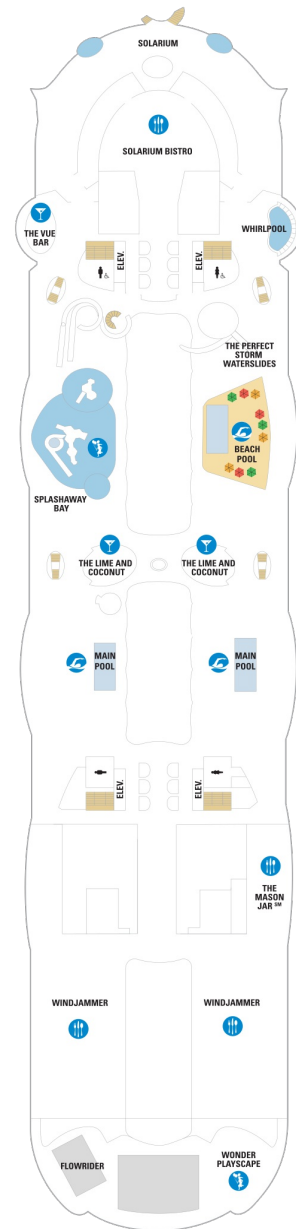 SOLARIUM
SOLARIUM BISTRO
THE VUE
BAR
WHIRLPOOL
ELEV.
ELEV.
THE PERFECT
STORM
WATERSLIDES
BEACH
POOL
SPLASHAWAY
BAY
THE LIME AND
COCONUT
THE LIME AND
COCONUT
MAIN
POOL
MAIN
POOL
ELEV.
ELEV.
THE
MASON
JAR℠
WINDJAMMER
WINDJAMMER
FLOWRIDER
WONDER
PLAYSCAPE